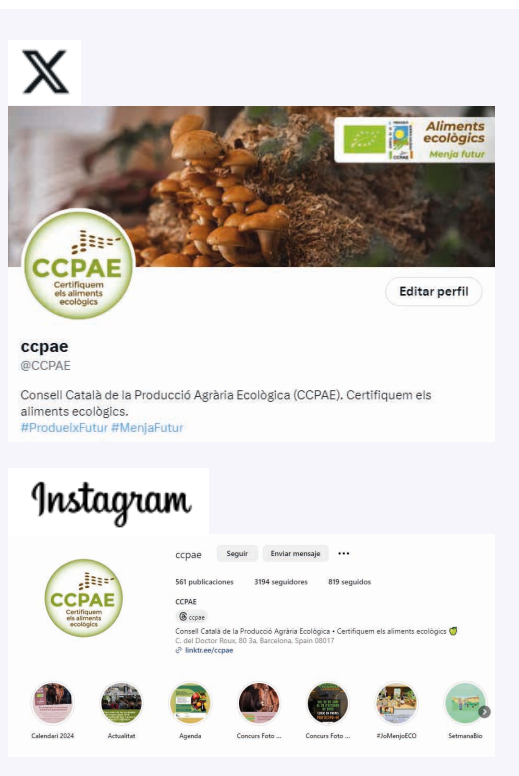 X
Aliments
ecològics
CCPAE
Menja futur
CCPAE
Certifiquem
els aliments
ecològics
Editar perfil
ccpae
@CCPAE
Consell Català de la Producció Agrària Ecològica (CCPAE). Certifiquem els
aliments ecològics.
#ProdueixFutur #MenjaFutur
Instagram
ccpae Seguir Enviar mensaje •••
561 publicaciones 3194 seguidores 819 seguidos
CCPAE
Certifiquem
els aliments
ecològics
CCPAE
ccpae
Consell Català de la Producció Agrària Ecològica • Certifiquem els aliments ecològics 🍏
C. del Doctor Roux, 80 3a, Barcelona, Spain 08017
linktr.ee/ccpae
Calendari 2024 Actualitat Agenda Concurs Foto ... Concurs Foto ... #JoMenjoECO SetmanaBio